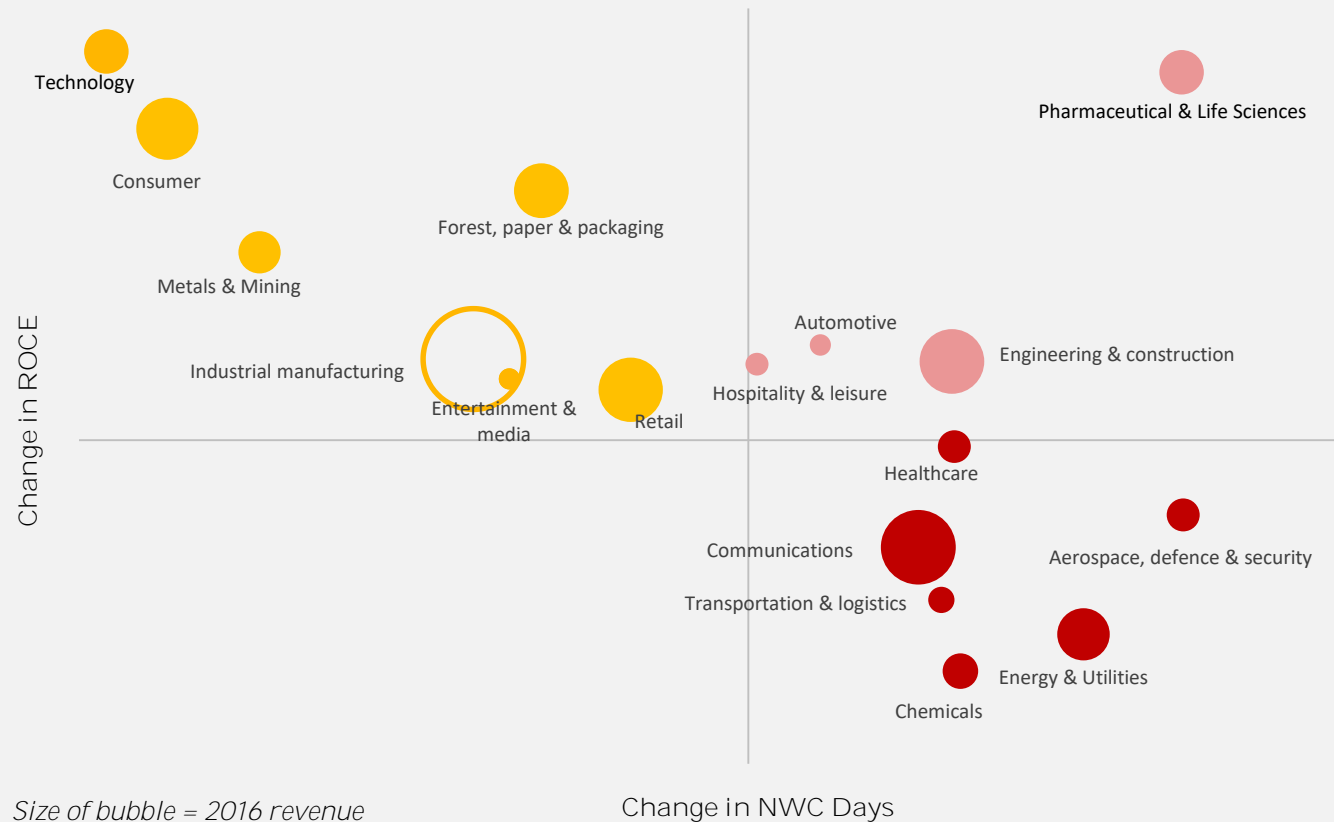 Technology
Pharmaceutical & Life Sciences
Consumer
Forest, paper & packaging
Metals & Mining
Automotive
Engineering & construction
Industrial manufacturing
Hospitality & leisure
Entertainment &
media
Retail
Change in ROCE
Healthcare
Communications
Aerospace, defence & security
Transportation & logistics
Energy & Utilities
Chemicals
Size of bubble = 2016 revenue
Change in NWC Days